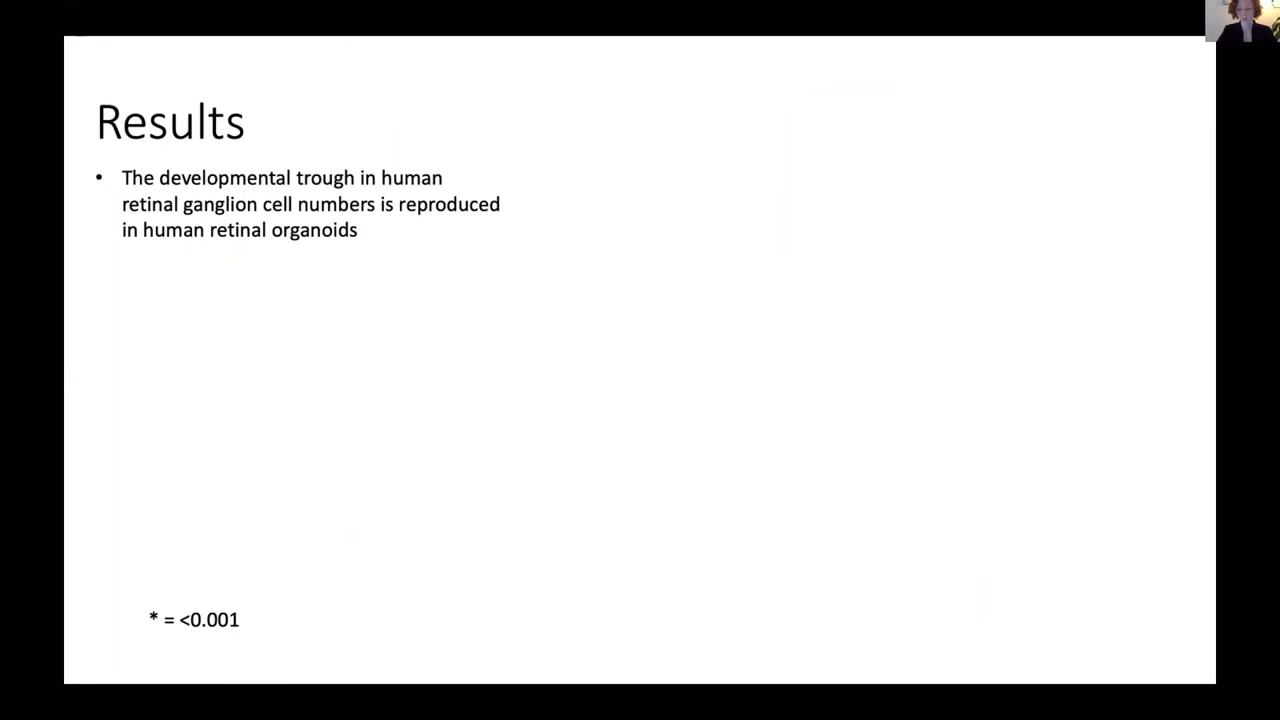 Results
• The developmental trough in human
retinal ganglion cell numbers is reproduced
in human retinal organoids
* = <0.001